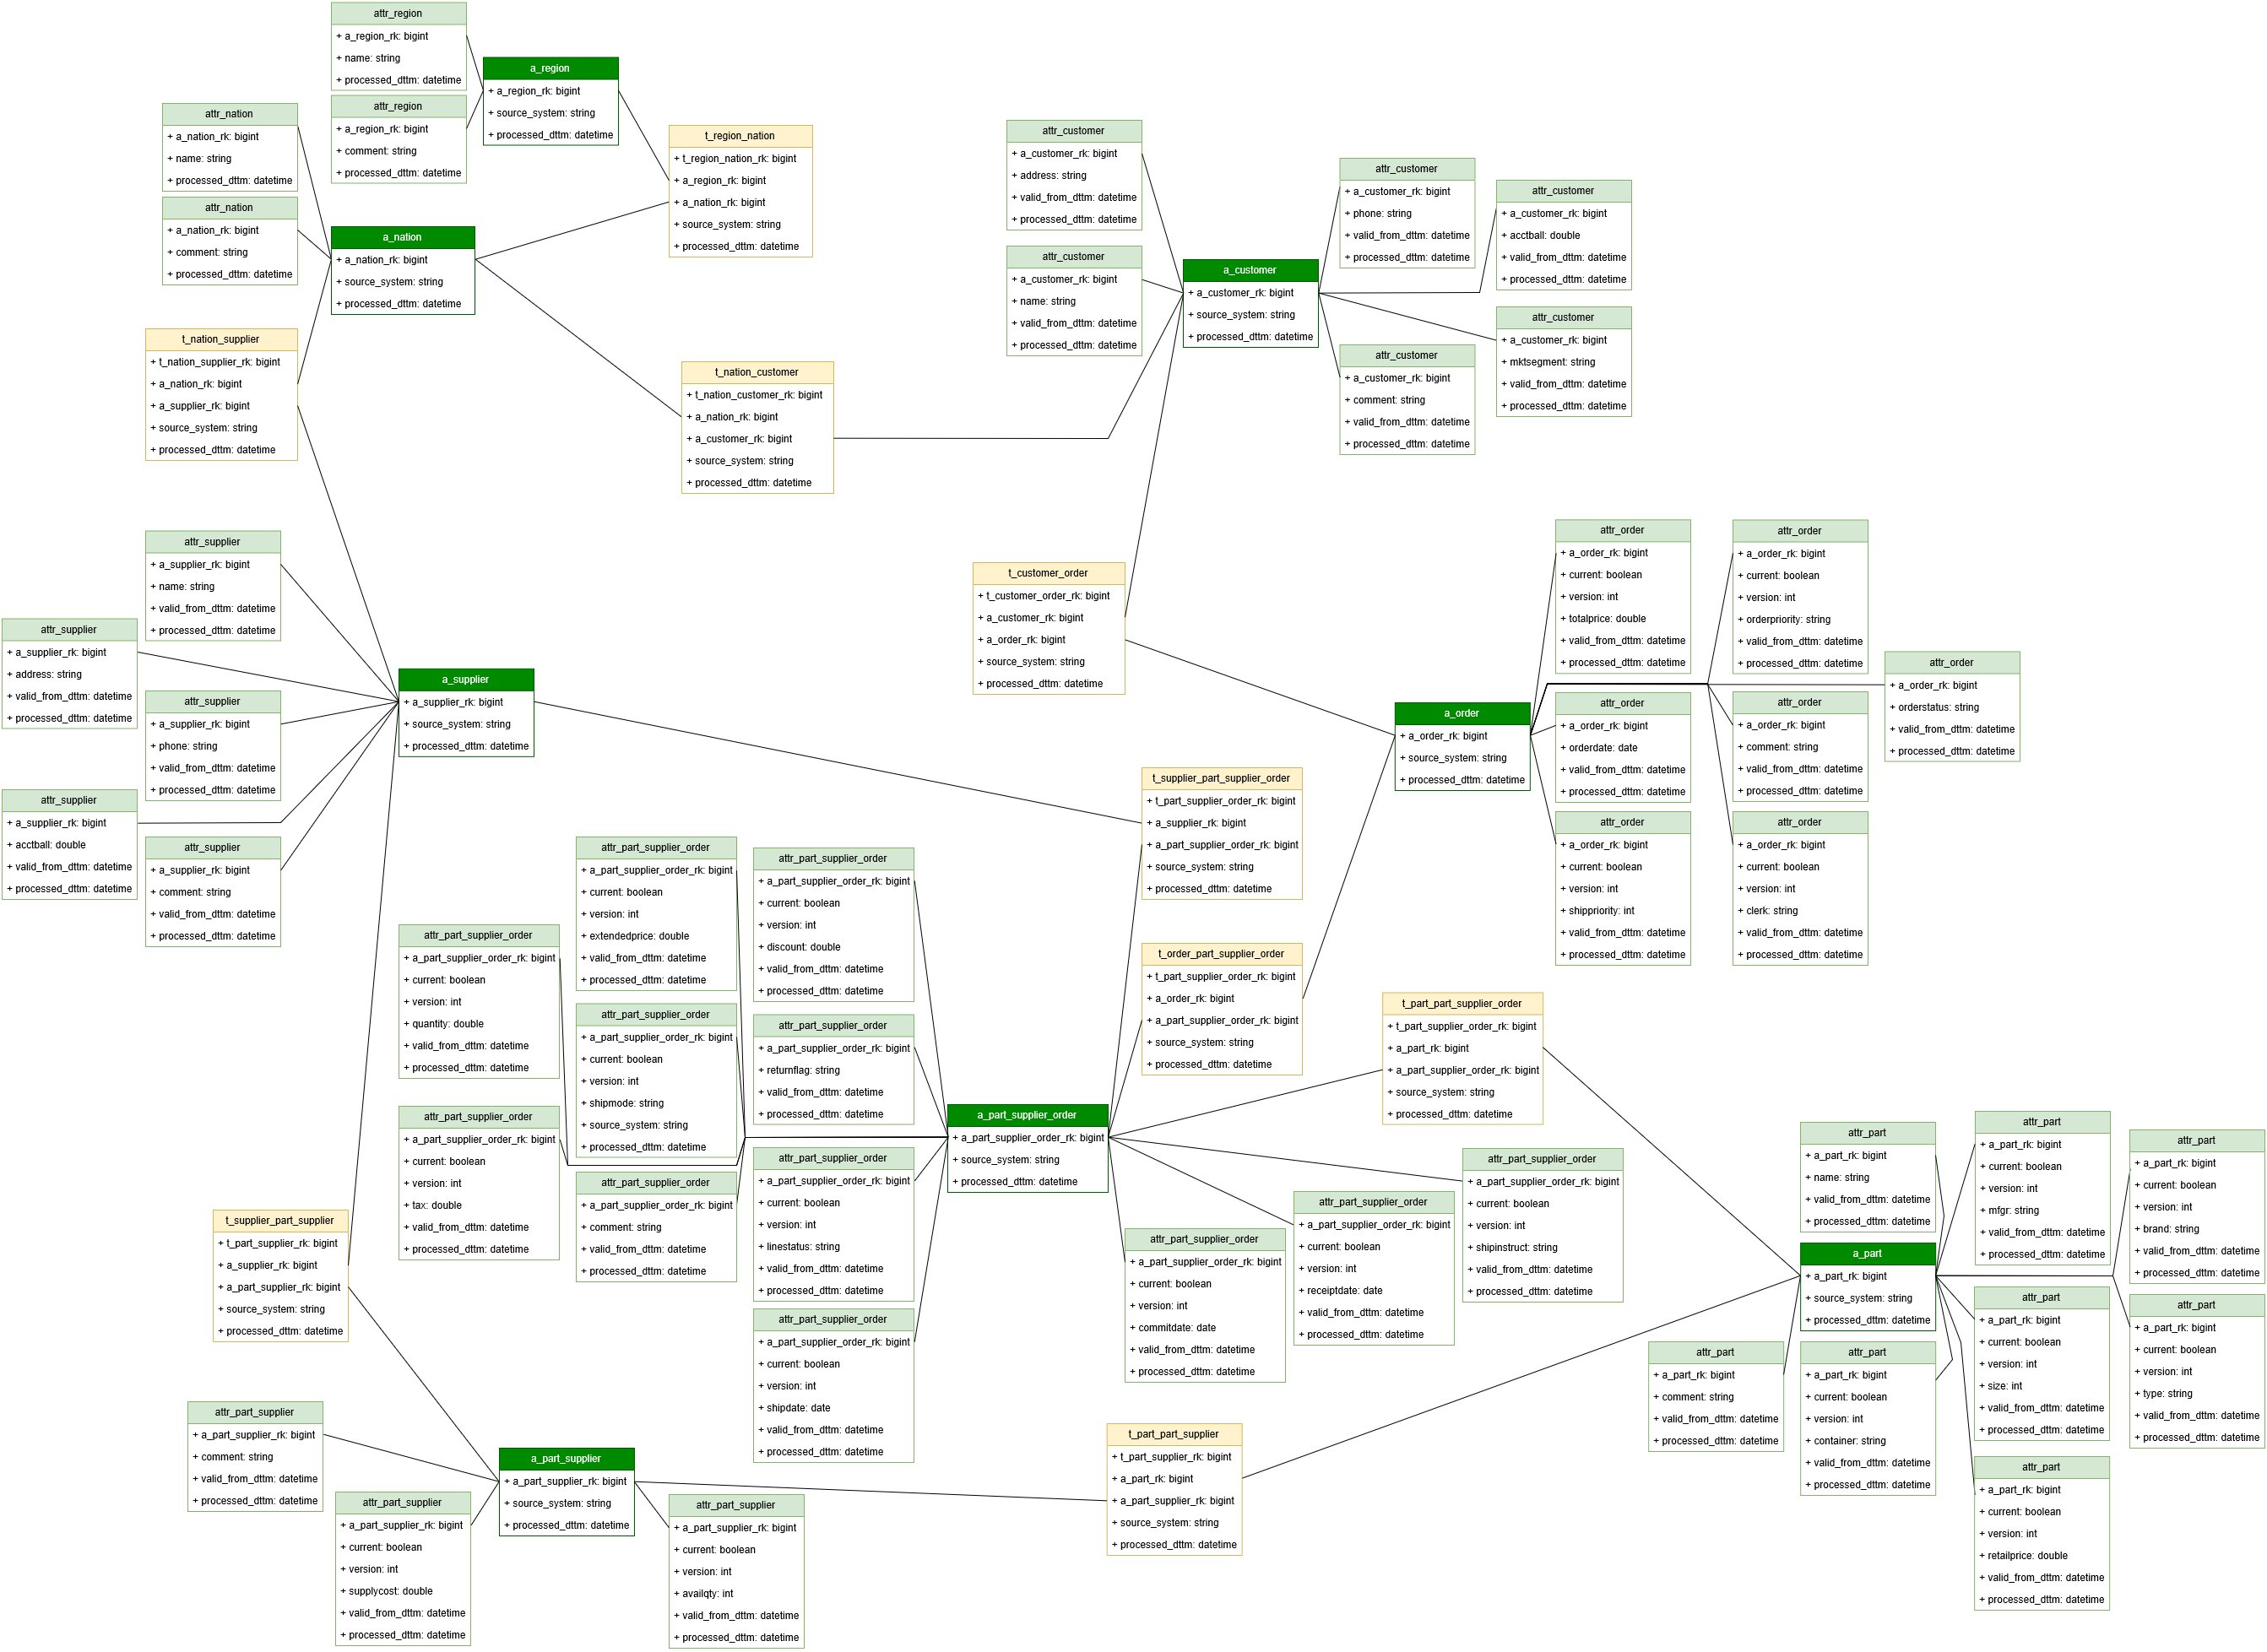 attr_region
+ a_region_rk: bigint
+ name: string
+ processed_dttm: datetime
attr_region
+ a_region_rk: bigint
+ comment: string
+ processed_dttm: datetime
a_region
+ a_region_rk: bigint
+ source_system: string
+ processed_dttm: datetime
attr_nation
+ a_nation_rk: bigint
+ name: string
+ processed_dttm: datetime
attr_nation
+ a_nation_rk: bigint
+ comment: string
+ processed_dttm: datetime
a_nation
+ a_nation_rk: bigint
+ source_system: string
+ processed_dttm: datetime
t_region_nation
+ t_region_nation_rk: bigint
+ a_region_rk: bigint
+ a_nation_rk: bigint
+ source_system: string
+ processed_dttm: datetime
t_nation_supplier
+ t_nation_supplier_rk: bigint
+ a_nation_rk: bigint
+ a_supplier_rk: bigint
+ source_system: string
+ processed_dttm: datetime
t_nation_customer
+ t_nation_customer_rk: bigint
+ a_nation_rk: bigint
+ a_customer_rk: bigint
+ source_system: string
+ processed_dttm: datetime
attr_customer
+ a_customer_rk: bigint
+ address: string
+ valid_from_dttm: datetime
+ processed_dttm: datetime
attr_customer
+ a_customer_rk: bigint
+ name: string
+ valid_from_dttm: datetime
+ processed_dttm: datetime
a_customer
+ a_customer_rk: bigint
+ source_system: string
+ processed_dttm: datetime
attr_customer
+ a_customer_rk: bigint
+ phone: string
+ valid_from_dttm: datetime
+ processed_dttm: datetime
attr_customer
+ a_customer_rk: bigint
+ acctball: double
+ valid_from_dttm: datetime
+ processed_dttm: datetime
attr_customer
+ a_customer_rk: bigint
+ mktsegment: string
+ valid_from_dttm: datetime
+ processed_dttm: datetime
attr_customer
+ a_customer_rk: bigint
+ comment: string
+ valid_from_dttm: datetime
+ processed_dttm: datetime
attr_supplier
+ a_supplier_rk: bigint
+ name: string
+ valid_from_dttm: datetime
+ processed_dttm: datetime
attr_supplier
+ a_supplier_rk: bigint
+ address: string
+ valid_from_dttm: datetime
+ processed_dttm: datetime
attr_supplier
+ a_supplier_rk: bigint
+ phone: string
+ valid_from_dttm: datetime
+ processed_dttm: datetime
attr_supplier
+ a_supplier_rk: bigint
+ acctball: double
+ valid_from_dttm: datetime
+ processed_dttm: datetime
attr_supplier
+ a_supplier_rk: bigint
+ comment: string
+ valid_from_dttm: datetime
+ processed_dttm: datetime
a_supplier
+ a_supplier_rk: bigint
+ source_system: string
+ processed_dttm: datetime
t_customer_order
+ t_customer_order_rk: bigint
+ a_customer_rk: bigint
+ a_order_rk: bigint
+ source_system: string
+ processed_dttm: datetime
a_order
+ a_order_rk: bigint
+ source_system: string
+ processed_dttm: datetime
attr_order
+ a_order_rk: bigint
+ current: boolean
+ version: int
+ totalprice: double
+ valid_from_dttm: datetime
+ processed_dttm: datetime
attr_order
+ a_order_rk: bigint
+ current: boolean
+ version: int
+ orderpriority: string
+ valid_from_dttm: datetime
+ processed_dttm: datetime
attr_order
+ a_order_rk: bigint
+ orderstatus: string
+ valid_from_dttm: datetime
+ processed_dttm: datetime
attr_order
+ a_order_rk: bigint
+ orderdate: date
+ valid_from_dttm: datetime
+ processed_dttm: datetime
attr_order
+ a_order_rk: bigint
+ comment: string
+ valid_from_dttm: datetime
+ processed_dttm: datetime
attr_order
+ a_order_rk: bigint
+ current: boolean
+ version: int
+ shippriority: int
+ valid_from_dttm: datetime
+ processed_dttm: datetime
attr_order
+ a_order_rk: bigint
+ current: boolean
+ version: int
+ clerk: string
+ valid_from_dttm: datetime
+ processed_dttm: datetime
t_supplier_part_supplier_order
+ t_part_supplier_order_rk: bigint
+ a_supplier_rk: bigint
+ a_part_supplier_order_rk: bigint
+ source_system: string
+ processed_dttm: datetime
t_order_part_supplier_order
+ t_part_supplier_order_rk: bigint
+ a_order_rk: bigint
+ a_part_supplier_order_rk: bigint
+ source_system: string
+ processed_dttm: datetime
t_part_part_supplier_order
+ t_part_supplier_order_rk: bigint
+ a_part_rk: bigint
+ a_part_supplier_order_rk: bigint
+ source_system: string
+ processed_dttm: datetime
attr_part_supplier_order
+ a_part_supplier_order_rk: bigint
+ current: boolean
+ version: int
+ extendedprice: double
+ valid_from_dttm: datetime
+ processed_dttm: datetime
attr_part_supplier_order
+ a_part_supplier_order_rk: bigint
+ current: boolean
+ version: int
+ discount: double
+ valid_from_dttm: datetime
+ processed_dttm: datetime
attr_part_supplier_order
+ a_part_supplier_order_rk: bigint
+ current: boolean
+ version: int
+ quantity: double
+ valid_from_dttm: datetime
+ processed_dttm: datetime
attr_part_supplier_order
+ a_part_supplier_order_rk: bigint
+ current: boolean
+ version: int
+ shipmode: string
+ source_system: string
+ processed_dttm: datetime
attr_part_supplier_order
+ a_part_supplier_order_rk: bigint
+ returnflag: string
+ valid_from_dttm: datetime
+ processed_dttm: datetime
attr_part_supplier_order
+ a_part_supplier_order_rk: bigint
+ current: boolean
+ version: int
+ tax: double
+ valid_from_dttm: datetime
+ processed_dttm: datetime
attr_part_supplier_order
+ a_part_supplier_order_rk: bigint
+ comment: string
+ valid_from_dttm: datetime
+ processed_dttm: datetime
attr_part_supplier_order
+ a_part_supplier_order_rk: bigint
+ current: boolean
+ version: int
+ linestatus: string
+ valid_from_dttm: datetime
+ processed_dttm: datetime
attr_part_supplier_order
+ a_part_supplier_order_rk: bigint
+ current: boolean
+ version: int
+ shipdate: date
+ valid_from_dttm: datetime
+ processed_dttm: datetime
a_part_supplier_order
+ a_part_supplier_order_rk: bigint
+ source_system: string
+ processed_dttm: datetime
attr_part_supplier_order
+ a_part_supplier_order_rk: bigint
+ current: boolean
+ version: int
+ commitdate: date
+ valid_from_dttm: datetime
+ processed_dttm: datetime
attr_part_supplier_order
+ a_part_supplier_order_rk: bigint
+ current: boolean
+ version: int
+ receiptdate: date
+ valid_from_dttm: datetime
+ processed_dttm: datetime
attr_part_supplier_order
+ a_part_supplier_order_rk: bigint
+ current: boolean
+ version: int
+ shipinstruct: string
+ valid_from_dttm: datetime
+ processed_dttm: datetime
attr_part
+ a_part_rk: bigint
+ name: string
+ valid_from_dttm: datetime
+ processed_dttm: datetime
attr_part
+ a_part_rk: bigint
+ current: boolean
+ version: int
+ mfgr: string
+ valid_from_dttm: datetime
+ processed_dttm: datetime
attr_part
+ a_part_rk: bigint
+ current: boolean
+ version: int
+ brand: string
+ valid_from_dttm: datetime
+ processed_dttm: datetime
a_part
+ a_part_rk: bigint
+ source_system: string
+ processed_dttm: datetime
attr_part
+ a_part_rk: bigint
+ current: boolean
+ version: int
+ size: int
+ valid_from_dttm: datetime
+ processed_dttm: datetime
attr_part
+ a_part_rk: bigint
+ current: boolean
+ version: int
+ type: string
+ valid_from_dttm: datetime
+ processed_dttm: datetime
attr_part
+ a_part_rk: bigint
+ comment: string
+ valid_from_dttm: datetime
+ processed_dttm: datetime
attr_part
+ a_part_rk: bigint
+ current: boolean
+ version: int
+ container: string
+ valid_from_dttm: datetime
+ processed_dttm: datetime
attr_part
+ a_part_rk: bigint
+ current: boolean
+ version: int
+ retailprice: double
+ valid_from_dttm: datetime
+ processed_dttm: datetime
t_supplier_part_supplier
+ t_part_supplier_rk: bigint
+ a_supplier_rk: bigint
+ a_part_supplier_rk: bigint
+ source_system: string
+ processed_dttm: datetime
attr_part_supplier
+ a_part_supplier_rk: bigint
+ comment: string
+ valid_from_dttm: datetime
+ processed_dttm: datetime
attr_part_supplier
+ a_part_supplier_rk: bigint
+ current: boolean
+ version: int
+ supplycost: double
+ valid_from_dttm: datetime
+ processed_dttm: datetime
a_part_supplier
+ a_part_supplier_rk: bigint
+ source_system: string
+ processed_dttm: datetime
attr_part_supplier
+ a_part_supplier_rk: bigint
+ current: boolean
+ version: int
+ availqty: int
+ valid_from_dttm: datetime
+ processed_dttm: datetime
t_part_part_supplier
+ t_part_supplier_rk: bigint
+ a_part_rk: bigint
+ a_part_supplier_rk: bigint
+ source_system: string
+ processed_dttm: datetime